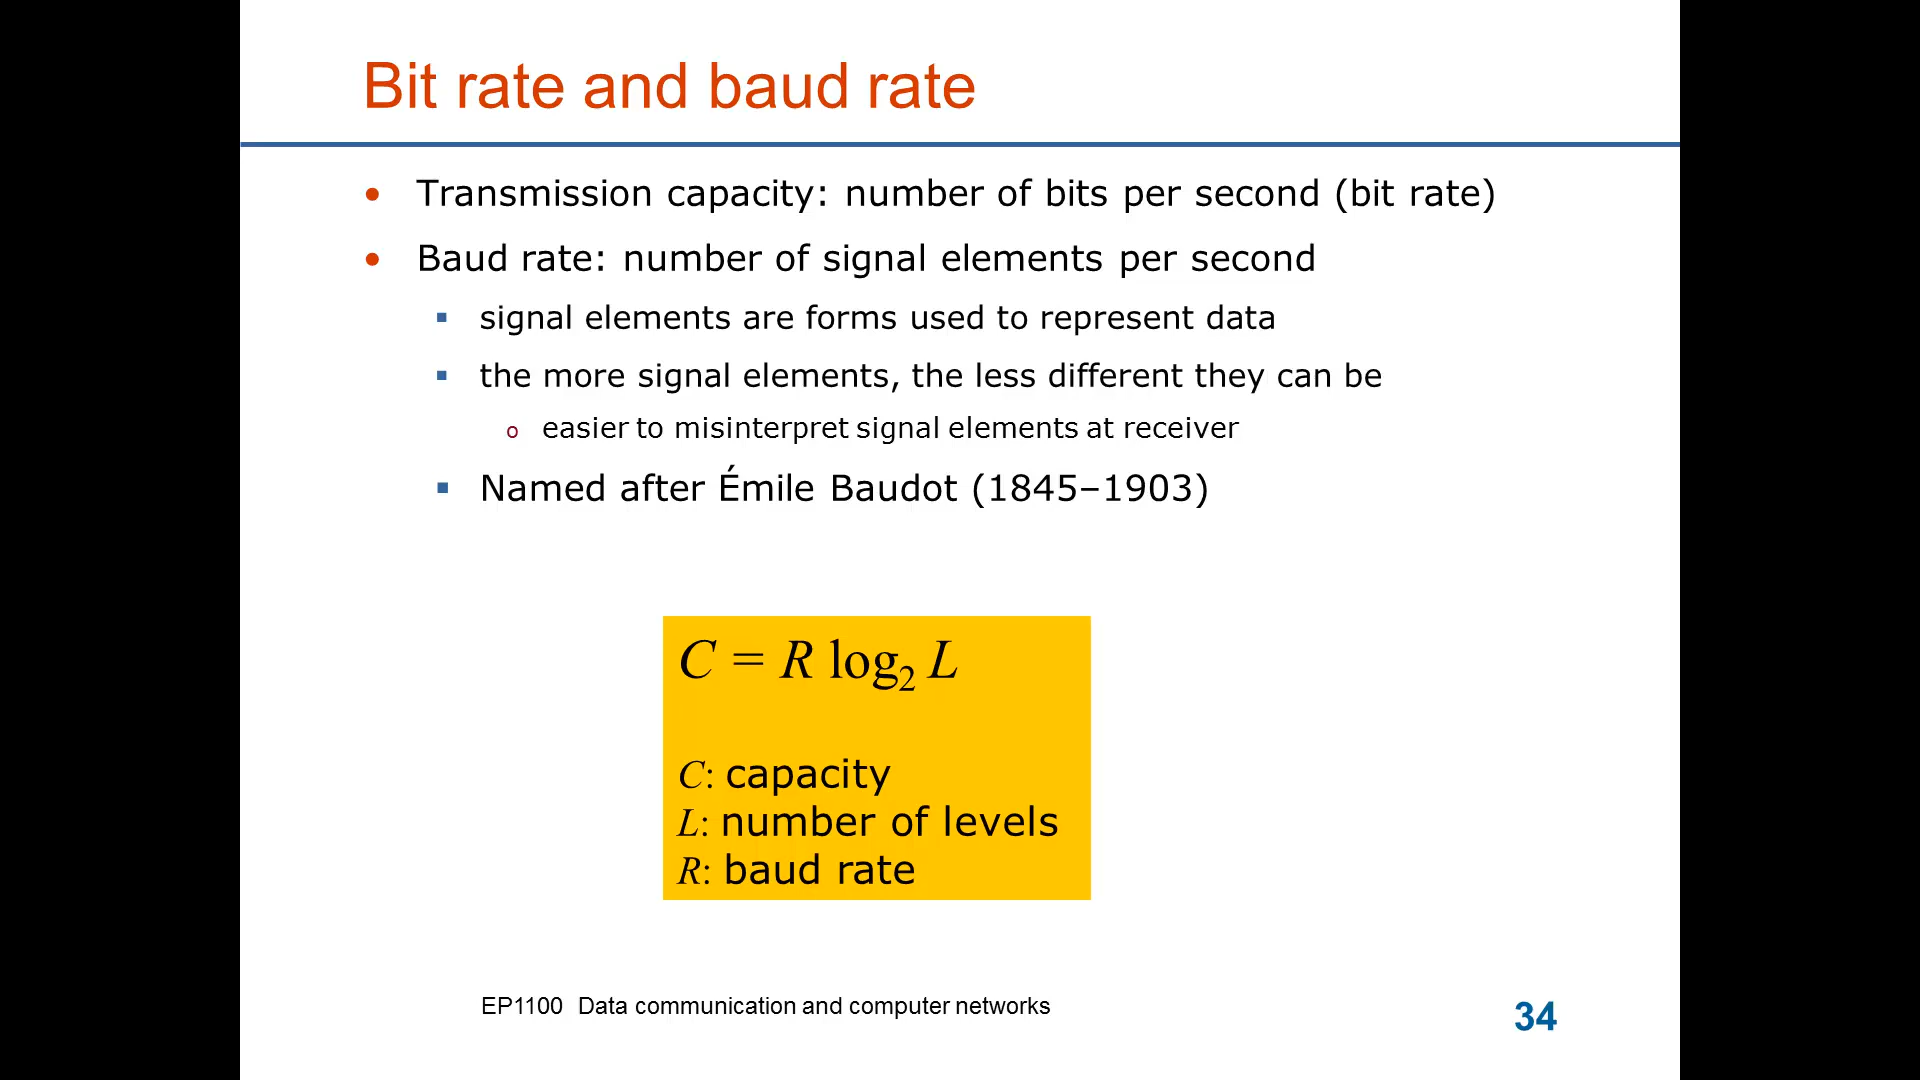 Bit rate and baud rate
• Transmission capacity: number of bits per second (bit rate)
• Baud rate: number of signal elements per second
▪ signal elements are forms used to represent data
▪ the more signal elements, the less different they can be
o easier to misinterpret signal elements at receiver
▪ Named after Émile Baudot (1845–1903)
C = R log₂ L
C: capacity
L: number of levels
R: baud rate
EP1100 Data communication and computer networks
34